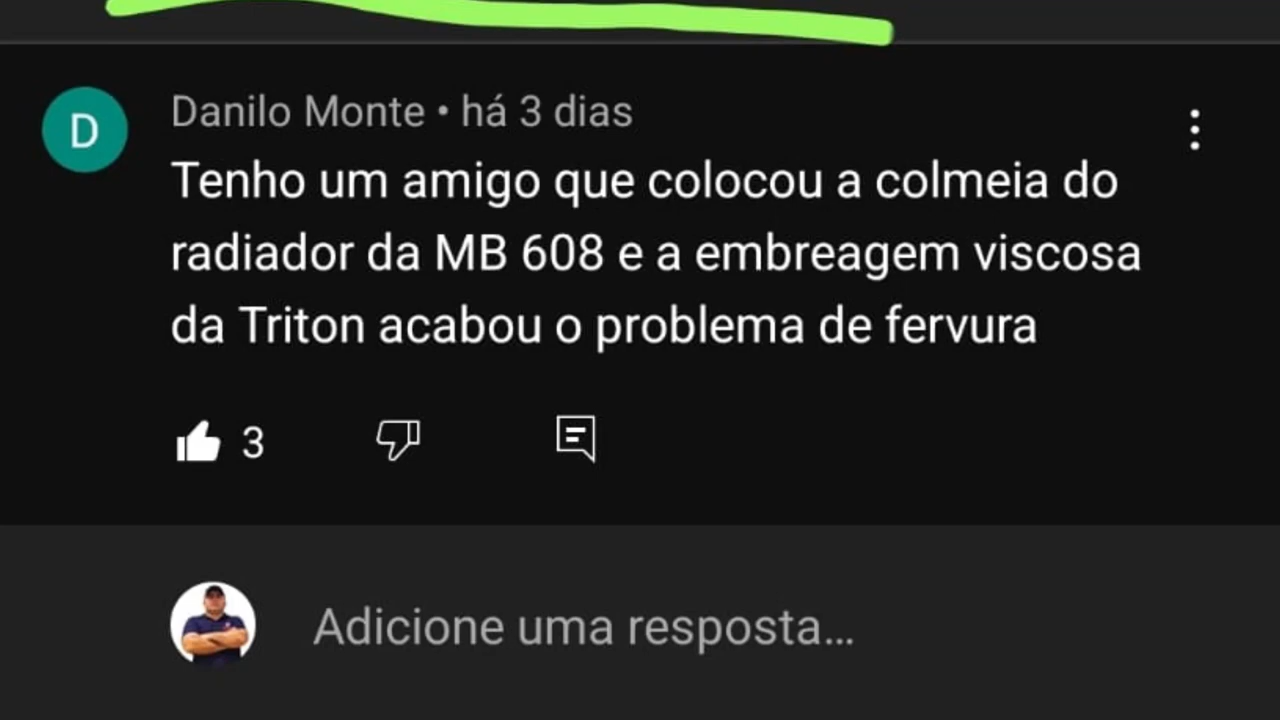 D
Danilo Monte • há 3 dias
Tenho um amigo que colocou a colmeia do
radiador da MB 608 e a embreagem viscosa
da Triton acabou o problema de fervura
3
Adicione uma resposta...